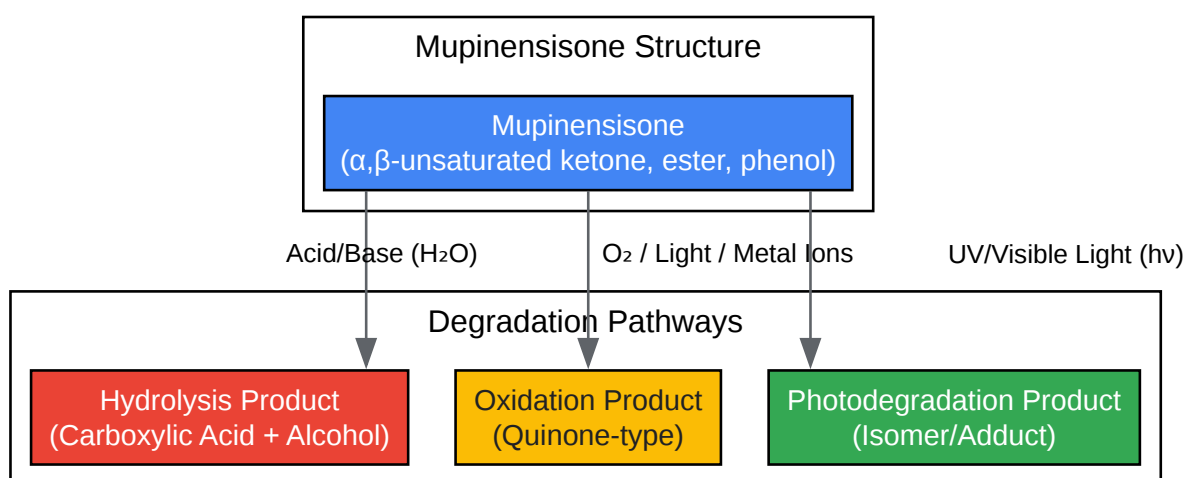 Mupinensisone Structure
Mupinensisone
(α,β-unsaturated ketone, ester, phenol)
Acid/Base (H₂O)
O₂ / Light / Metal Ions
UV/Visible Light (hν)
Degradation Pathways
Hydrolysis Product
(Carboxylic Acid + Alcohol)
Oxidation Product
(Quinone-type)
Photodegradation Product
(Isomer/Adduct)